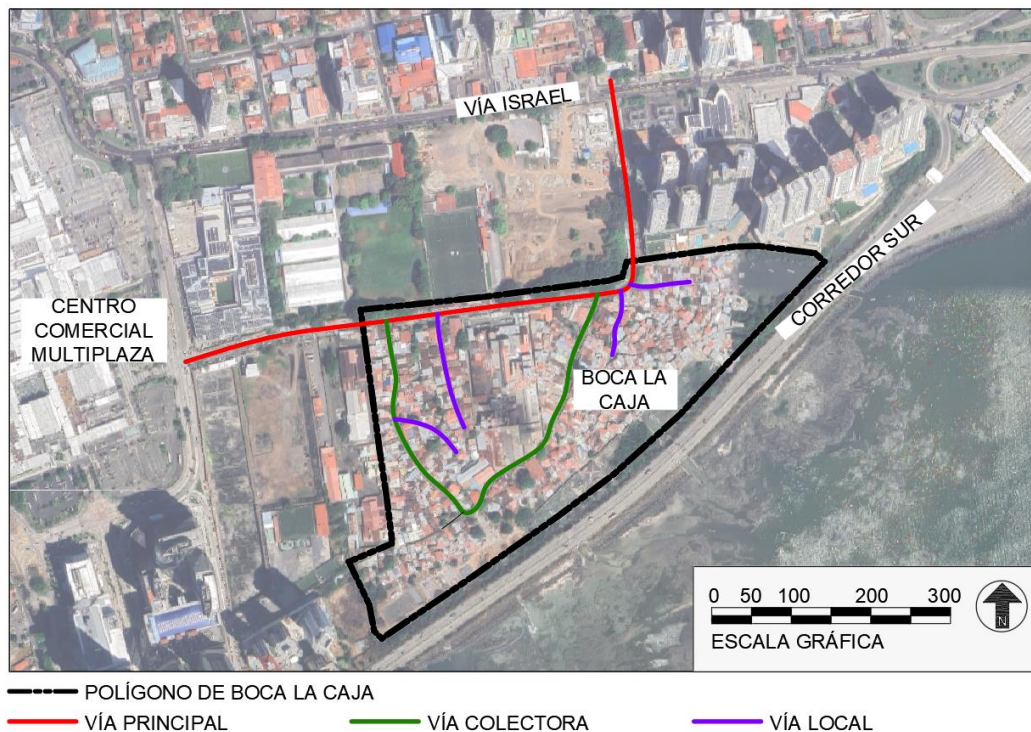 VÍA ISRAEL
CENTRO
COMERCIAL
MULTIPLAZA
CORREDOR SUR
BOCA LA
CAJA
0 50 100 200 300
ESCALA GRÁFICA
N
POLÍGONO DE BOCA LA CAJA
VÍA PRINCIPAL
VÍA COLECTORA
VÍA LOCAL